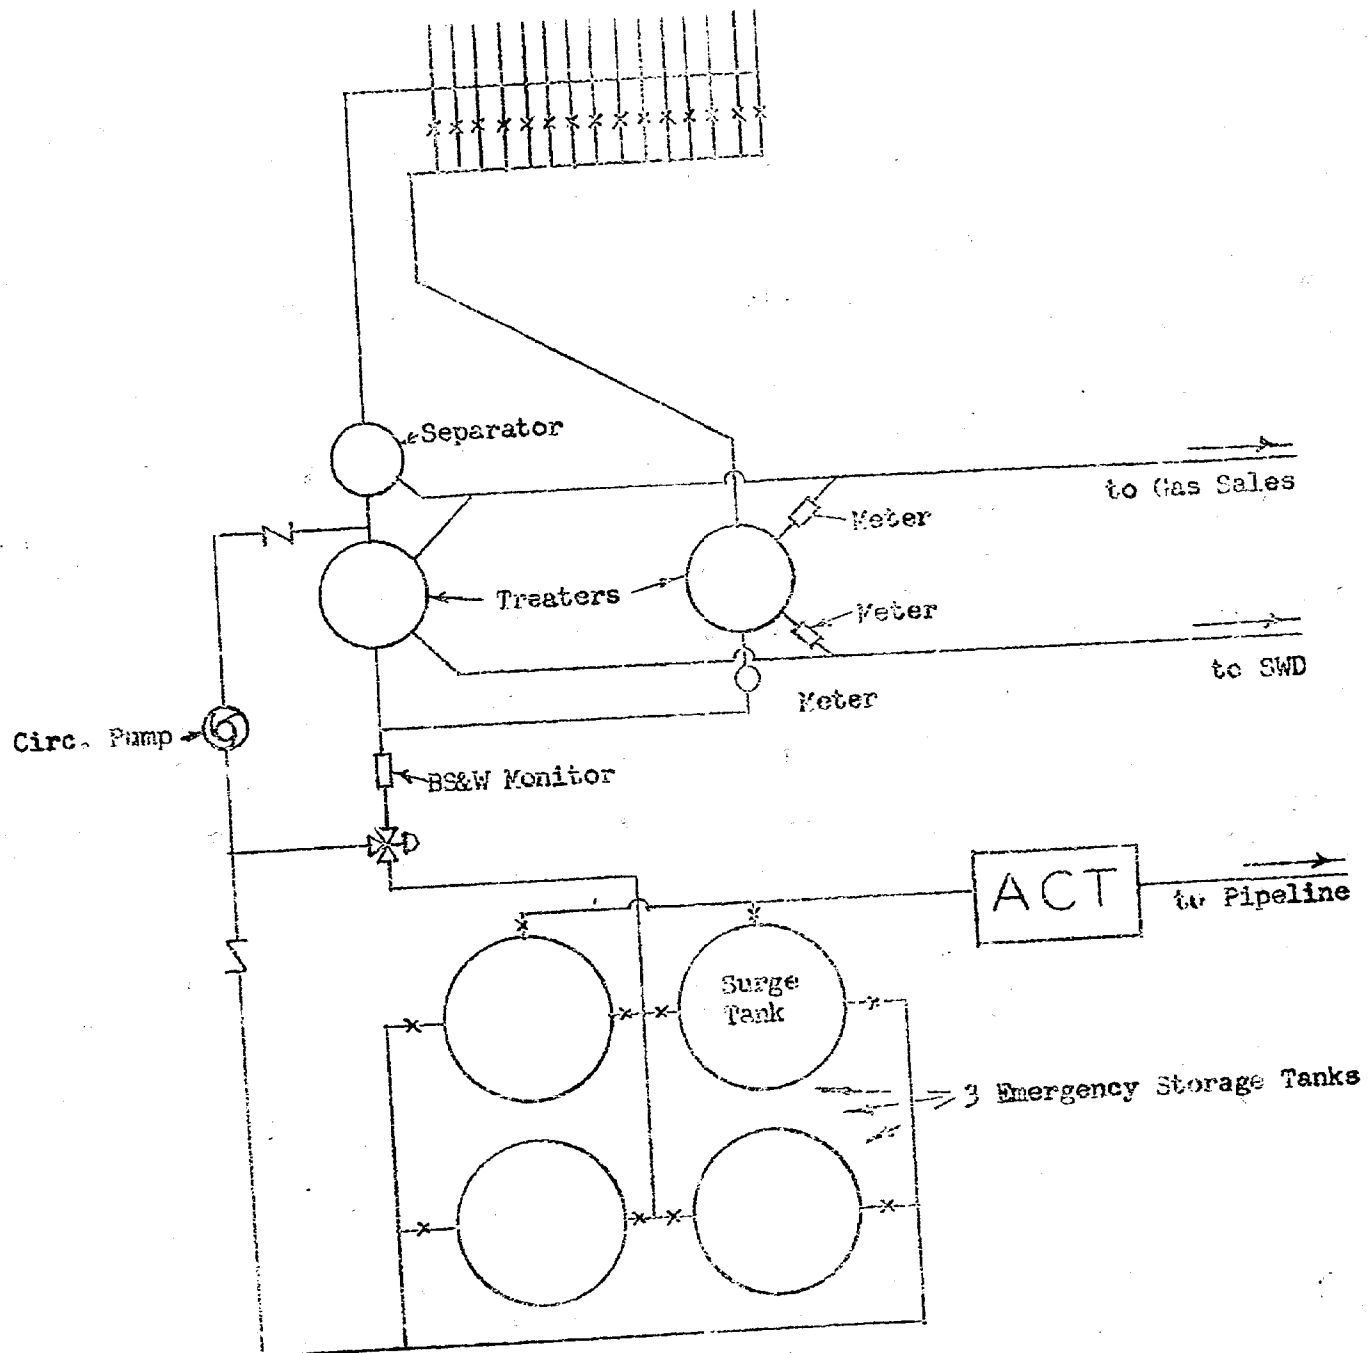 Separator
to Gas Sales
Meter
Treaters
Meter
to SWD
Meter
Circ. Pump
BS&W Monitor
ACT
to Pipeline
Surge
Tank
3 Emergency Storage Tanks